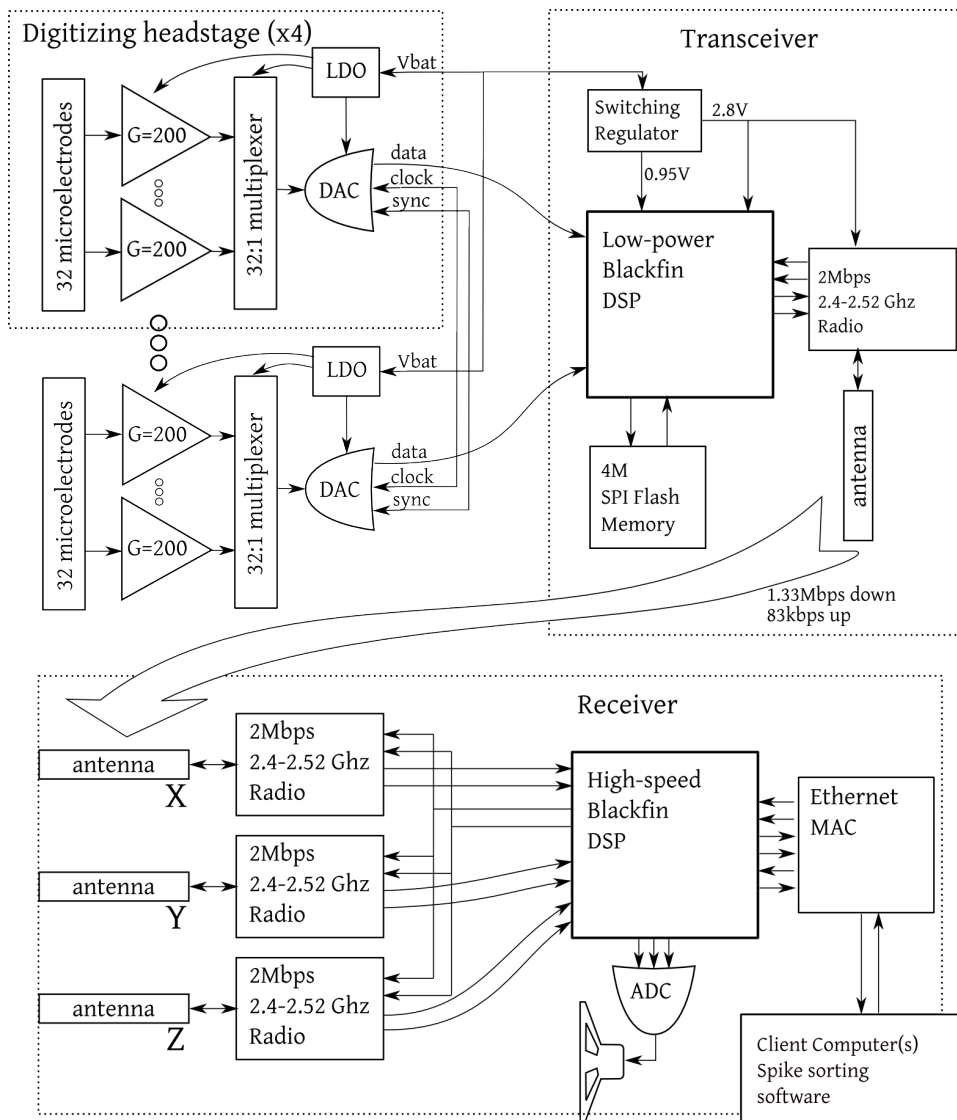 Digitizing headstage (x4)
LDO
Vbat
32 microelectrodes
G=200
G=200
32:1 multiplexer
DAC
data
clock
sync
32 microelectrodes
G=200
G=200
32:1 multiplexer
LDO
Vbat
DAC
data
clock
sync
Transceiver
Switching
Regulator
2.8V
0.95V
Low-power
Blackfin
DSP
2Mbps
2.4-2.52 Ghz
Radio
antenna
4M
SPI Flash
Memory
1.33Mbps down
83kbps up
Receiver
antenna
X
2Mbps
2.4-2.52 Ghz
Radio
antenna
Y
2Mbps
2.4-2.52 Ghz
Radio
antenna
Z
2Mbps
2.4-2.52 Ghz
Radio
High-speed
Blackfin
DSP
Ethernet
MAC
ADC
Client Computer(s)
Spike sorting
software